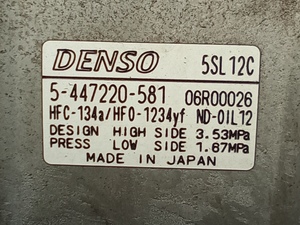 DENSO 5SL12C
5-447220-581 06R00026
HFC-134a/HFO-1234yf ND-OIL12
DESIGN HIGH SIDE 3.53MPa
PRESS LOW SIDE 1.67MPa
MADE IN JAPAN